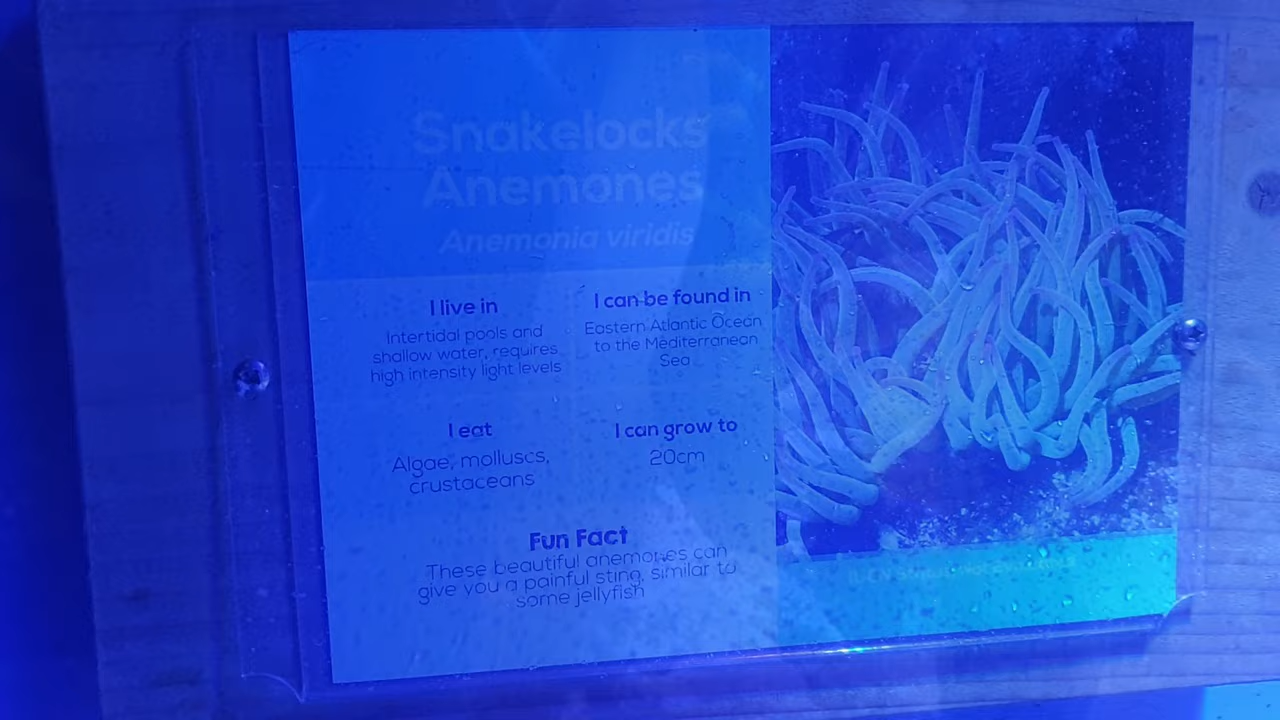 Snakelocks
Anemones
Anemonia viridis
I live in
Intertidal pools and
shallow water, requires
high intensity light levels
I can be found in
Eastern Atlantic Ocean
to the Mediterranean
Sea
I eat
Algae, molluscs,
crustaceans
I can grow to
20cm
Fun Fact
These beautiful anemones can
give you a painful sting, similar to
some jellyfish